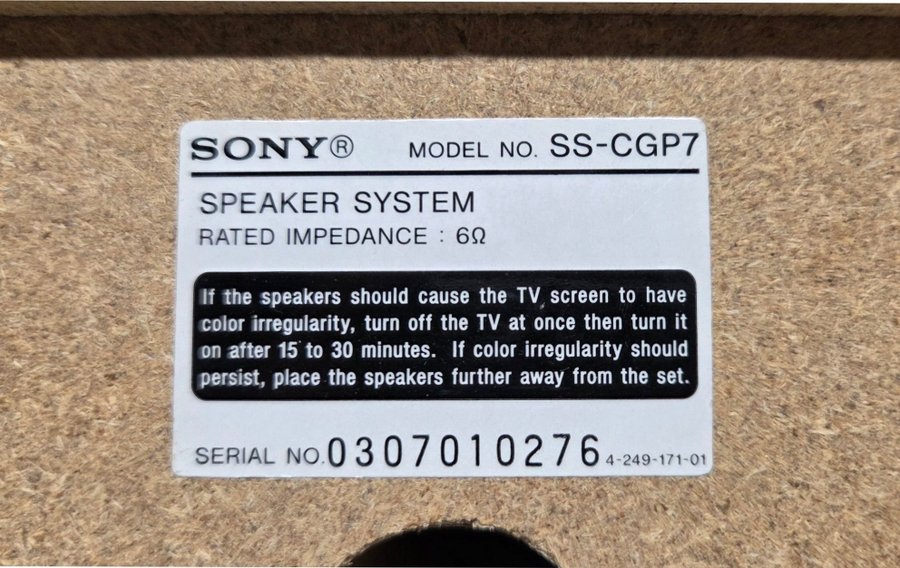 SONY® MODEL NO. SS-CGP7
SPEAKER SYSTEM
RATED IMPEDANCE : 6Ω
If the speakers should cause the TV screen to have
color irregularity, turn off the TV at once then turn it
on after 15 to 30 minutes. If color irregularity should
persist, place the speakers further away from the set.
SERIAL NO. 0307010276 4-249-171-01